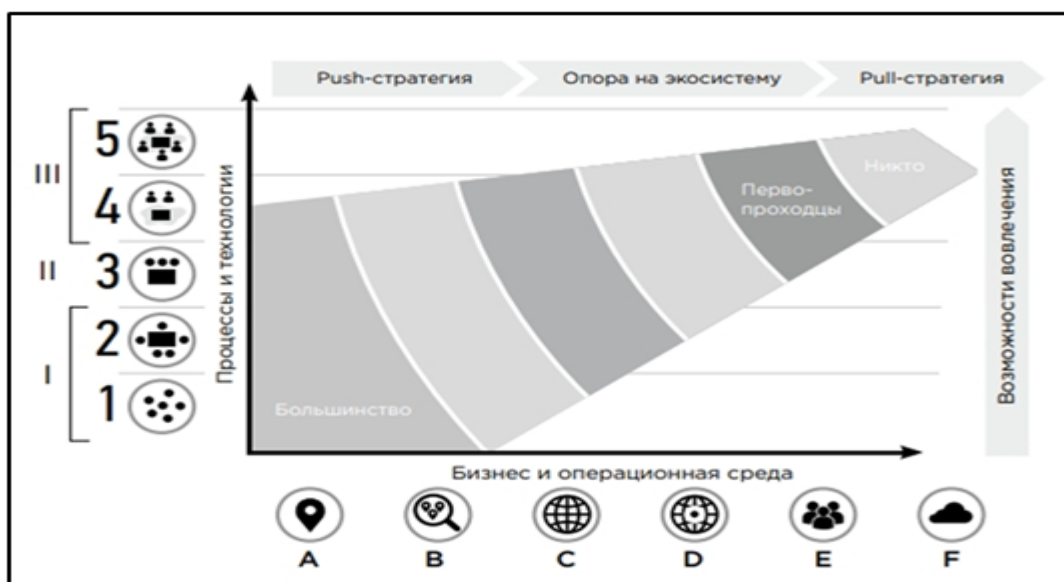 Push-стратегия
Опора на экосистему
Pull-стратегия
Процессы и технологии
III
5
4
II
3
I
2
1
Большинство
Перво-
проходцы
Никто
Возможности вовлечения
Бизнес и операционная среда
A
B
C
D
E
F